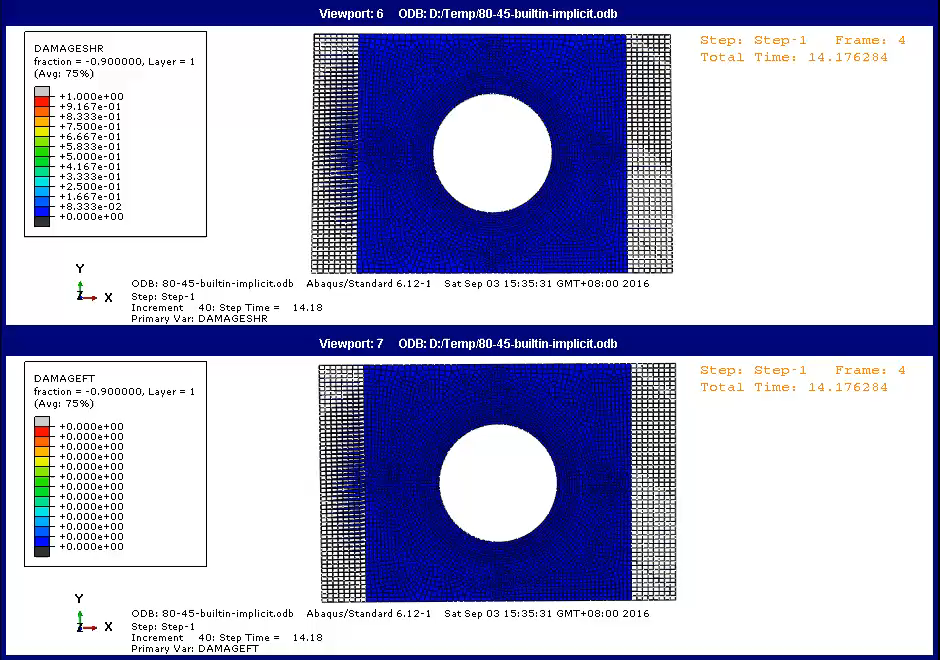 Viewport: 6 ODB: D:/Temp/80-45-builtin-implicit.odb
DAMAGESHR
fraction = -0.900000, Layer = 1
(Avg: 75%)
+1.000e+00
+9.167e-01
+8.333e-01
+7.500e-01
+6.667e-01
+5.833e-01
+5.000e-01
+4.167e-01
+3.333e-01
+2.500e-01
+1.667e-01
+8.333e-02
+0.000e+00
Step: Step-1 Frame: 4
Total Time: 14.176284
Y
Z X
ODB: 80-45-builtin-implicit.odb Abaqus/Standard 6.12-1 Sat Sep 03 15:35:31 GMT+08:00 2016
Step: Step-1
Increment 40: Step Time = 14.18
Primary Var: DAMAGESHR
Viewport: 7 ODB: D:/Temp/80-45-builtin-implicit.odb
DAMAGEFT
fraction = -0.900000, Layer = 1
(Avg: 75%)
+0.000e+00
+0.000e+00
+0.000e+00
+0.000e+00
+0.000e+00
+0.000e+00
+0.000e+00
+0.000e+00
+0.000e+00
+0.000e+00
+0.000e+00
+0.000e+00
+0.000e+00
Step: Step-1 Frame: 4
Total Time: 14.176284
Y
Z X
ODB: 80-45-builtin-implicit.odb Abaqus/Standard 6.12-1 Sat Sep 03 15:35:31 GMT+08:00 2016
Step: Step-1
Increment 40: Step Time = 14.18
Primary Var: DAMAGEFT